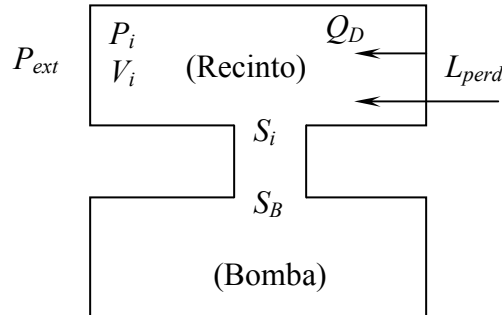 P_i Q_D
P_ext V_i (Recinto) L_perd
S_i
S_B
(Bomba)